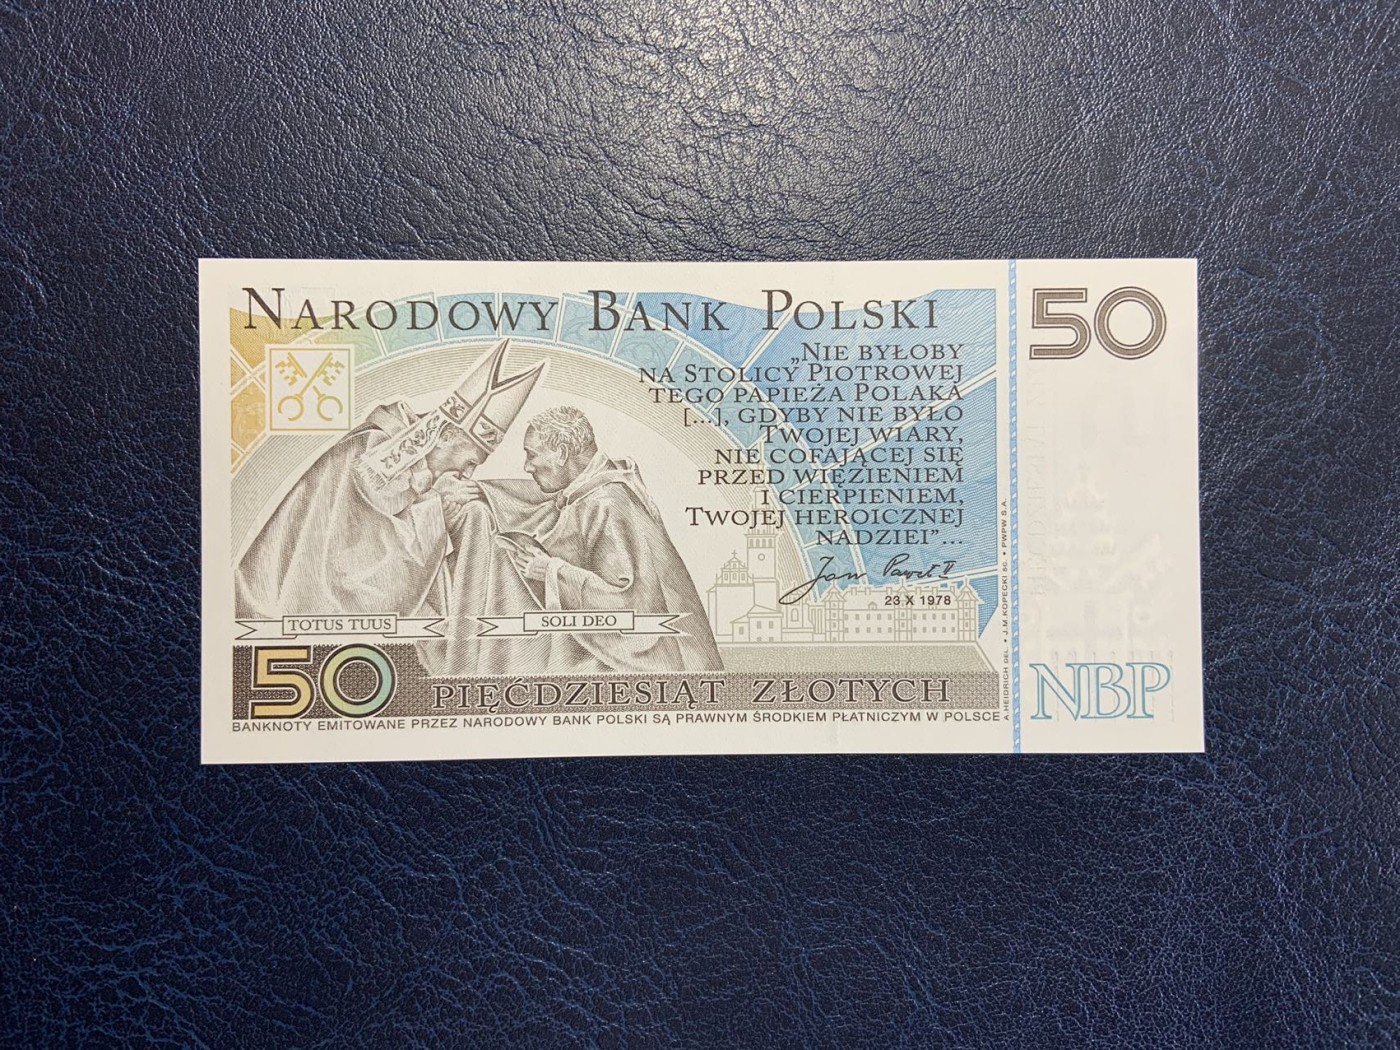 NARODOWY BANK POLSKI
50
„NIE BYŁOBY
NA STOLICY PIOTROWEJ
TEGO PAPIEŻA POLAKA
[...], GDYBY NIE BYŁO
TWOJEJ WIARY,
NIE COFAJĄCEJ SIĘ
PRZED WIĘZIENIEM
I CIERPIENIEM,
TWOJEJ HEROICZNEJ
NADZIEI”...
Jan Paweł II
23 X 1978
TOTUS TUUS
SOLI DEO
50 PIĘĆDZIESIĄT ZŁOTYCH
BANKNOTY EMITOWANE PRZEZ NARODOWY BANK POLSKI SĄ PRAWNYM ŚRODKIEM PŁATNICZYM W POLSCE
A.HEIDRICH DEL. • J.M.KOPECKI SC. • PWPW S.A.
NBP